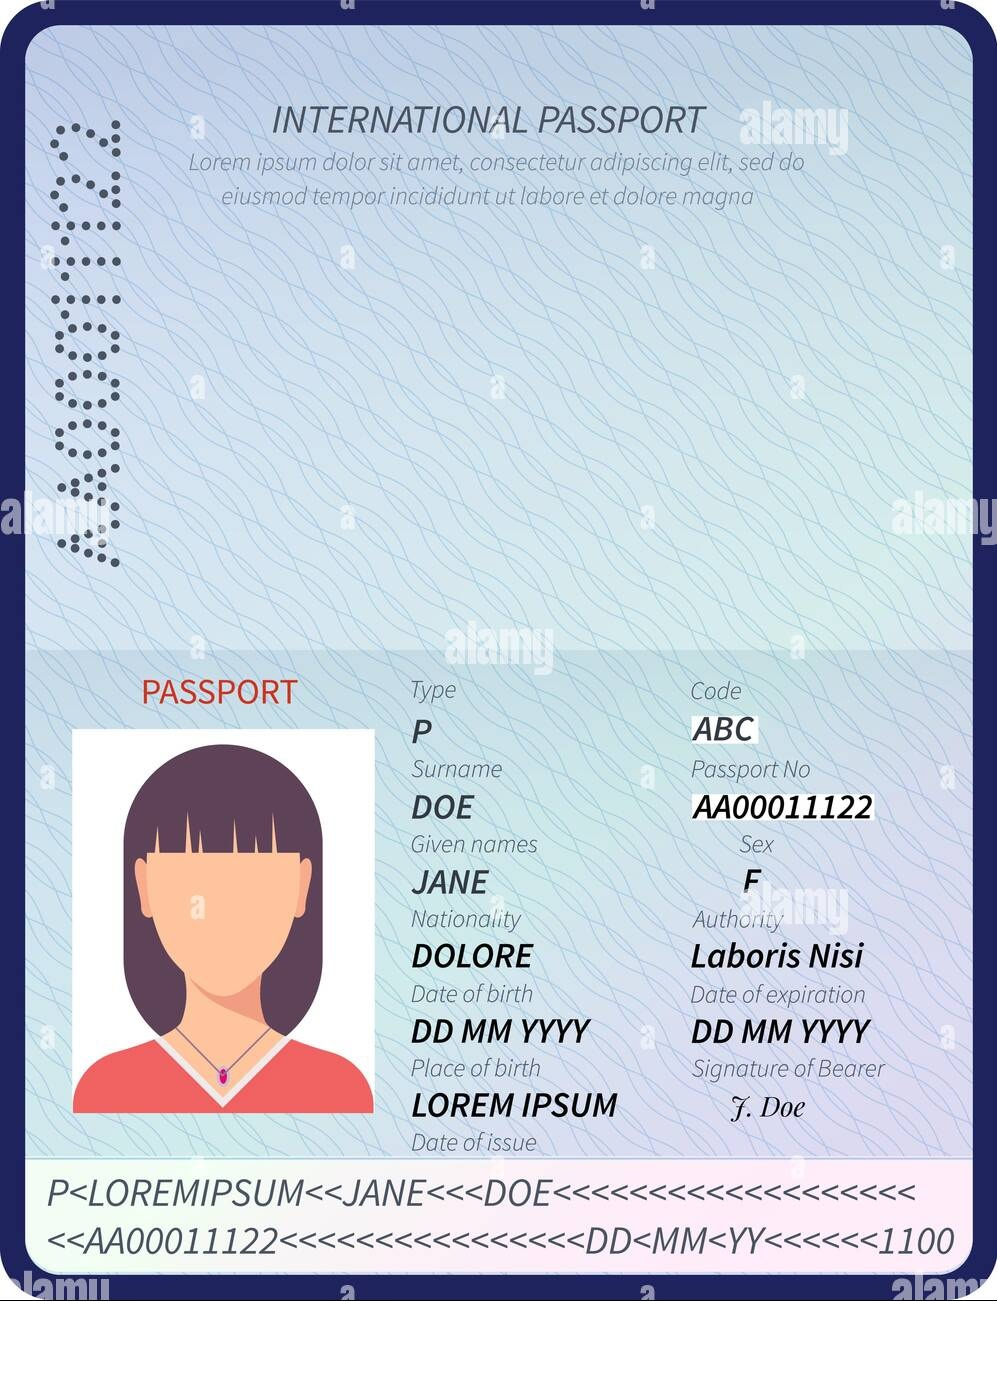 AA00011122
INTERNATIONAL PASSPORT
Lorem ipsum dolor sit amet, consectetur adipiscing elit, sed do
eiusmod tempor incididunt ut labore et dolore magna
alamy
PASSPORT
Type
P
Surname
DOE
Given names
JANE
Nationality
DOLORE
Date of birth
DD MM YYYY
Place of birth
LOREM IPSUM
Date of issue
Code
ABC
Passport No
AA00011122
Sex
F
Authority
Laboris Nisi
Date of expiration
DD MM YYYY
Signature of Bearer
J. Doe
P<LOREMIPSUM<<JANE<<<DOE<<<<<<<<<<<<<<<<<<<
<<AA00011122<<<<<<<<<<<<<<<<DD<MM<YY<<<<<<1100